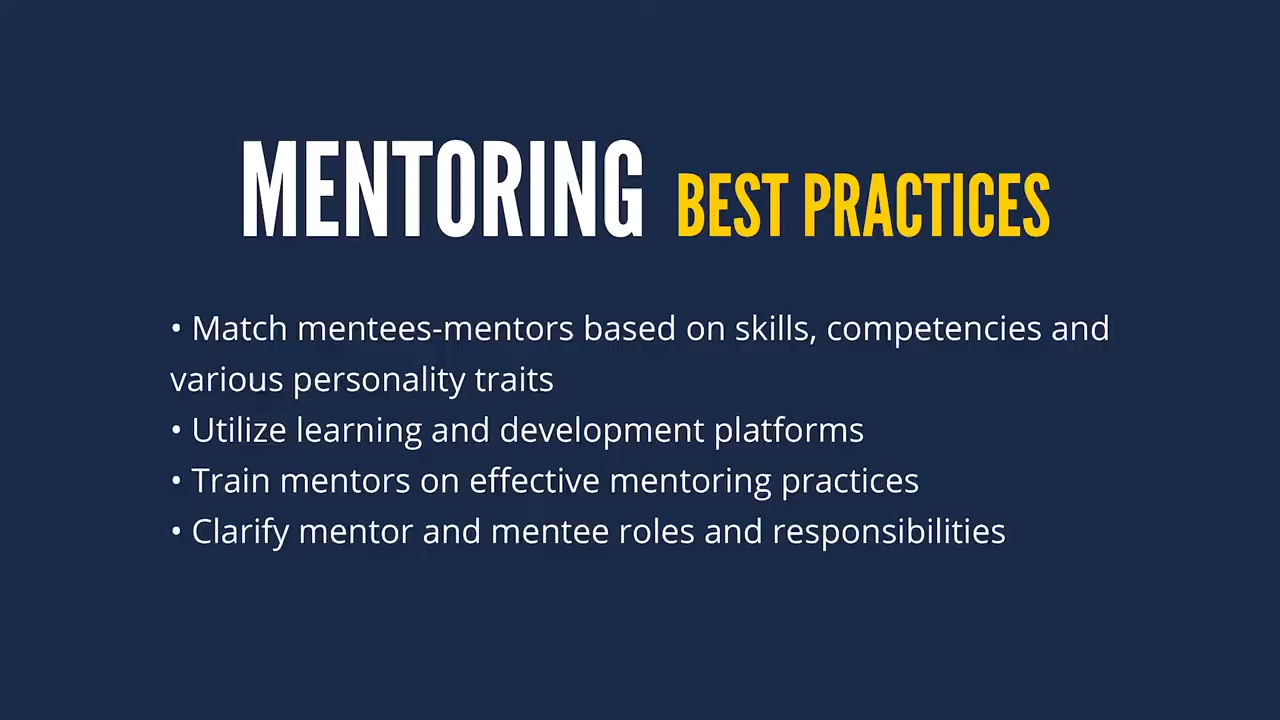 MENTORING BEST PRACTICES
• Match mentees-mentors based on skills, competencies and
various personality traits
• Utilize learning and development platforms
• Train mentors on effective mentoring practices
• Clarify mentor and mentee roles and responsibilities